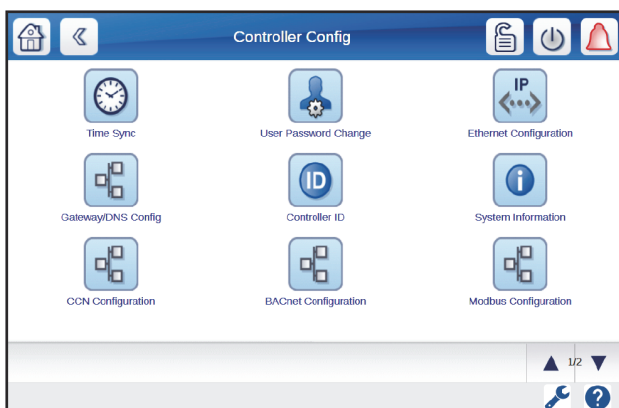 Controller Config
IP
Time Sync
User Password Change
Ethernet Configuration
ID
i
Gateway/DNS Config
Controller ID
System Information
CCN Configuration
BACnet Configuration
Modbus Configuration
1/2
?